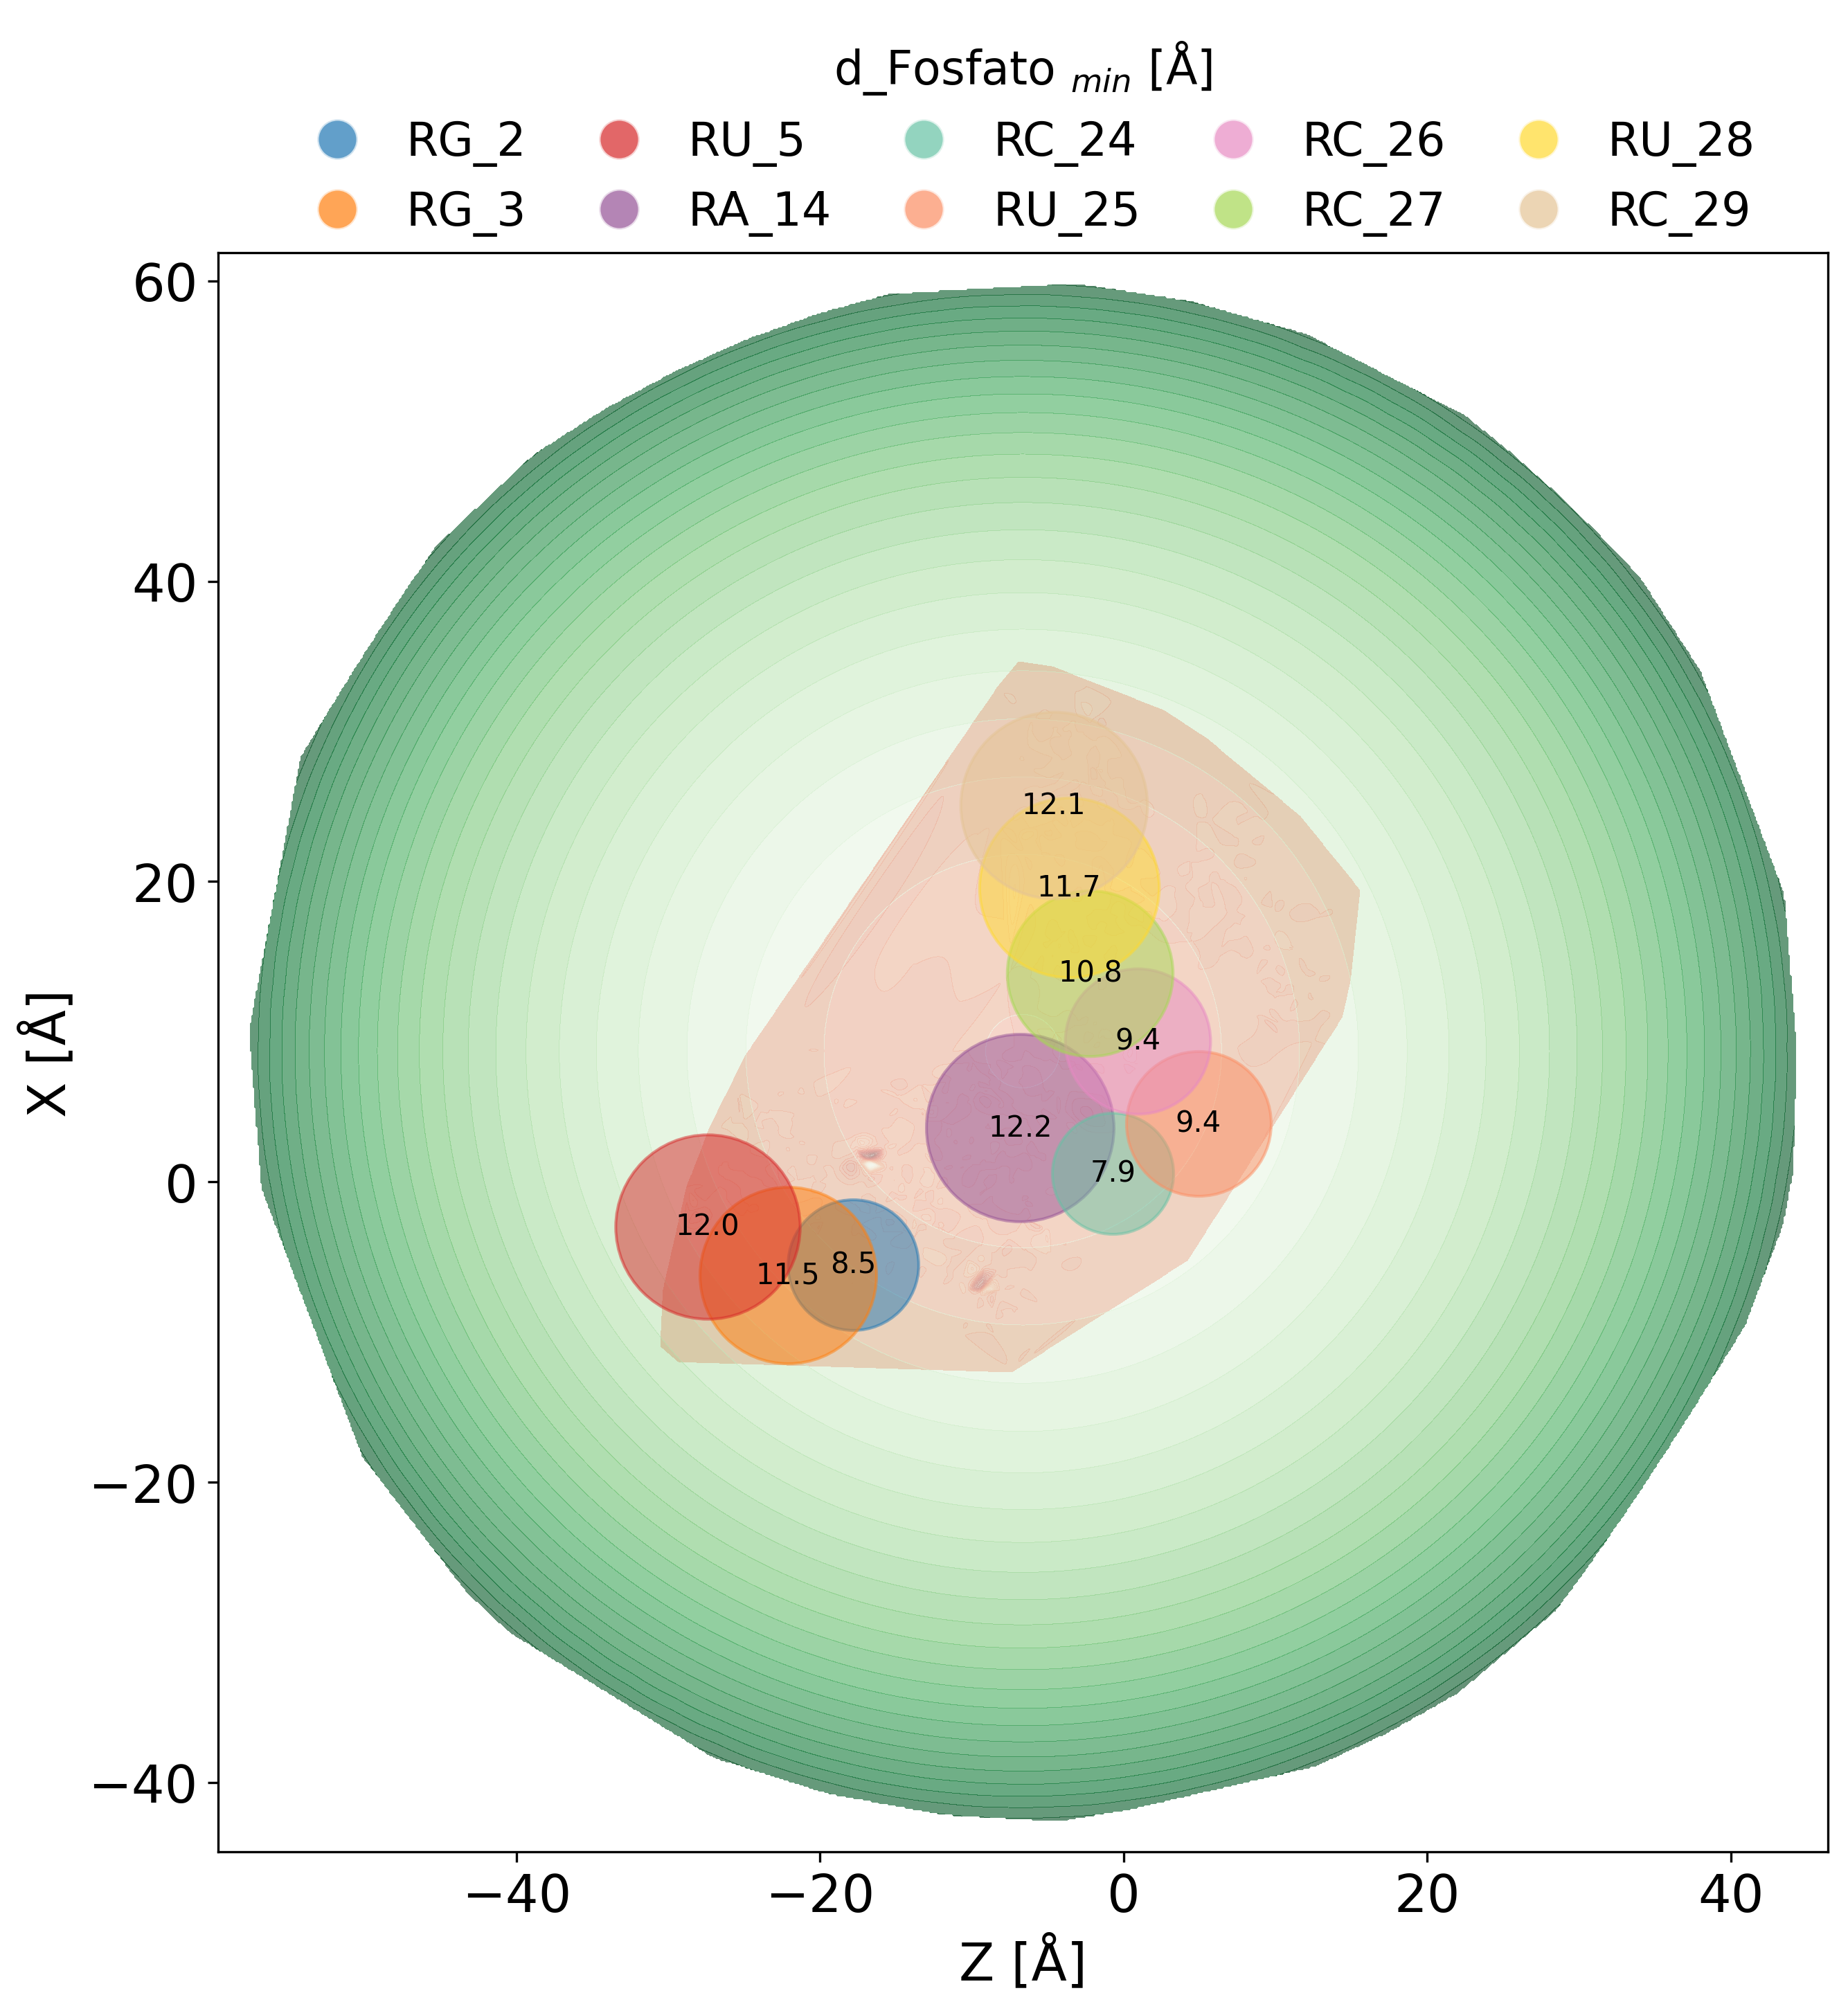 d_Fosfato min [Å]
RG_2 RU_5 RC_24 RC_26 RU_28
RG_3 RA_14 RU_25 RC_27 RC_29
60
40
20
0
−20
−40
X [Å]
12.1
11.7
10.8
9.4
9.4
12.2
7.9
12.0
11.5
8.5
−40 −20 0 20 40
Z [Å]